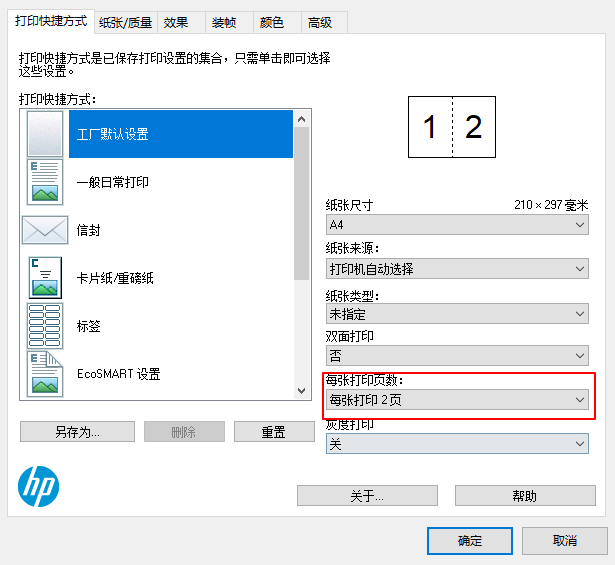 打印快捷方式 纸张/质量 效果 装帧 颜色 高级
打印快捷方式是已保存打印设置的集合，只需单击即可选择
这些设置。
打印快捷方式：
工厂默认设置
一般日常打印
信封
卡片纸/重磅纸
标签
EcoSMART 设置
另存为... 删除 重置
1 2
纸张尺寸 210 × 297 毫米
A4
纸张来源：
打印机自动选择
纸张类型：
未指定
双面打印
否
每张打印页数：
每张打印 2 页
灰度打印
关
hp
关于... 帮助
确定 取消